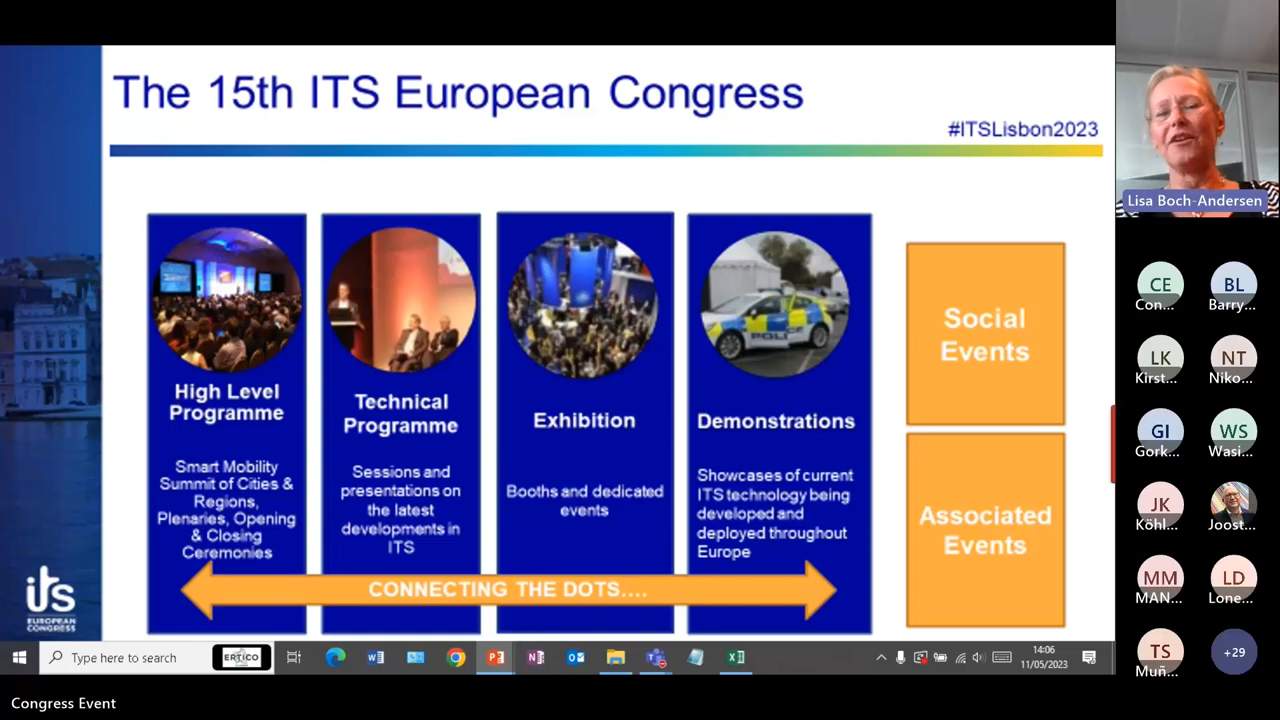 The 15th ITS European Congress
#ITSLisbon2023
High Level
Programme
Smart Mobility
Summit of Cities &
Regions,
Plenaries, Opening
& Closing
Ceremonies
Technical
Programme
Sessions and
presentations on
the latest
developments in
ITS
Exhibition
Booths and dedicated
events
POLICE
Demonstrations
Showcases of current
ITS technology being
developed and
deployed throughout
Europe
CONNECTING THE DOTS....
Social
Events
Associated
Events
its
EUROPEAN
CONGRESS
Type here to search
ERTICO
14:06
11/05/2023
Congress Event
Lisa Boch-Andersen
CE
Con...
BL
Barry...
LK
Kirst...
NT
Niko...
GI
Gork...
WS
Wasi...
JK
Köhl...
Joost...
MM
MAN...
LD
Lone...
TS
Muñ...
+29